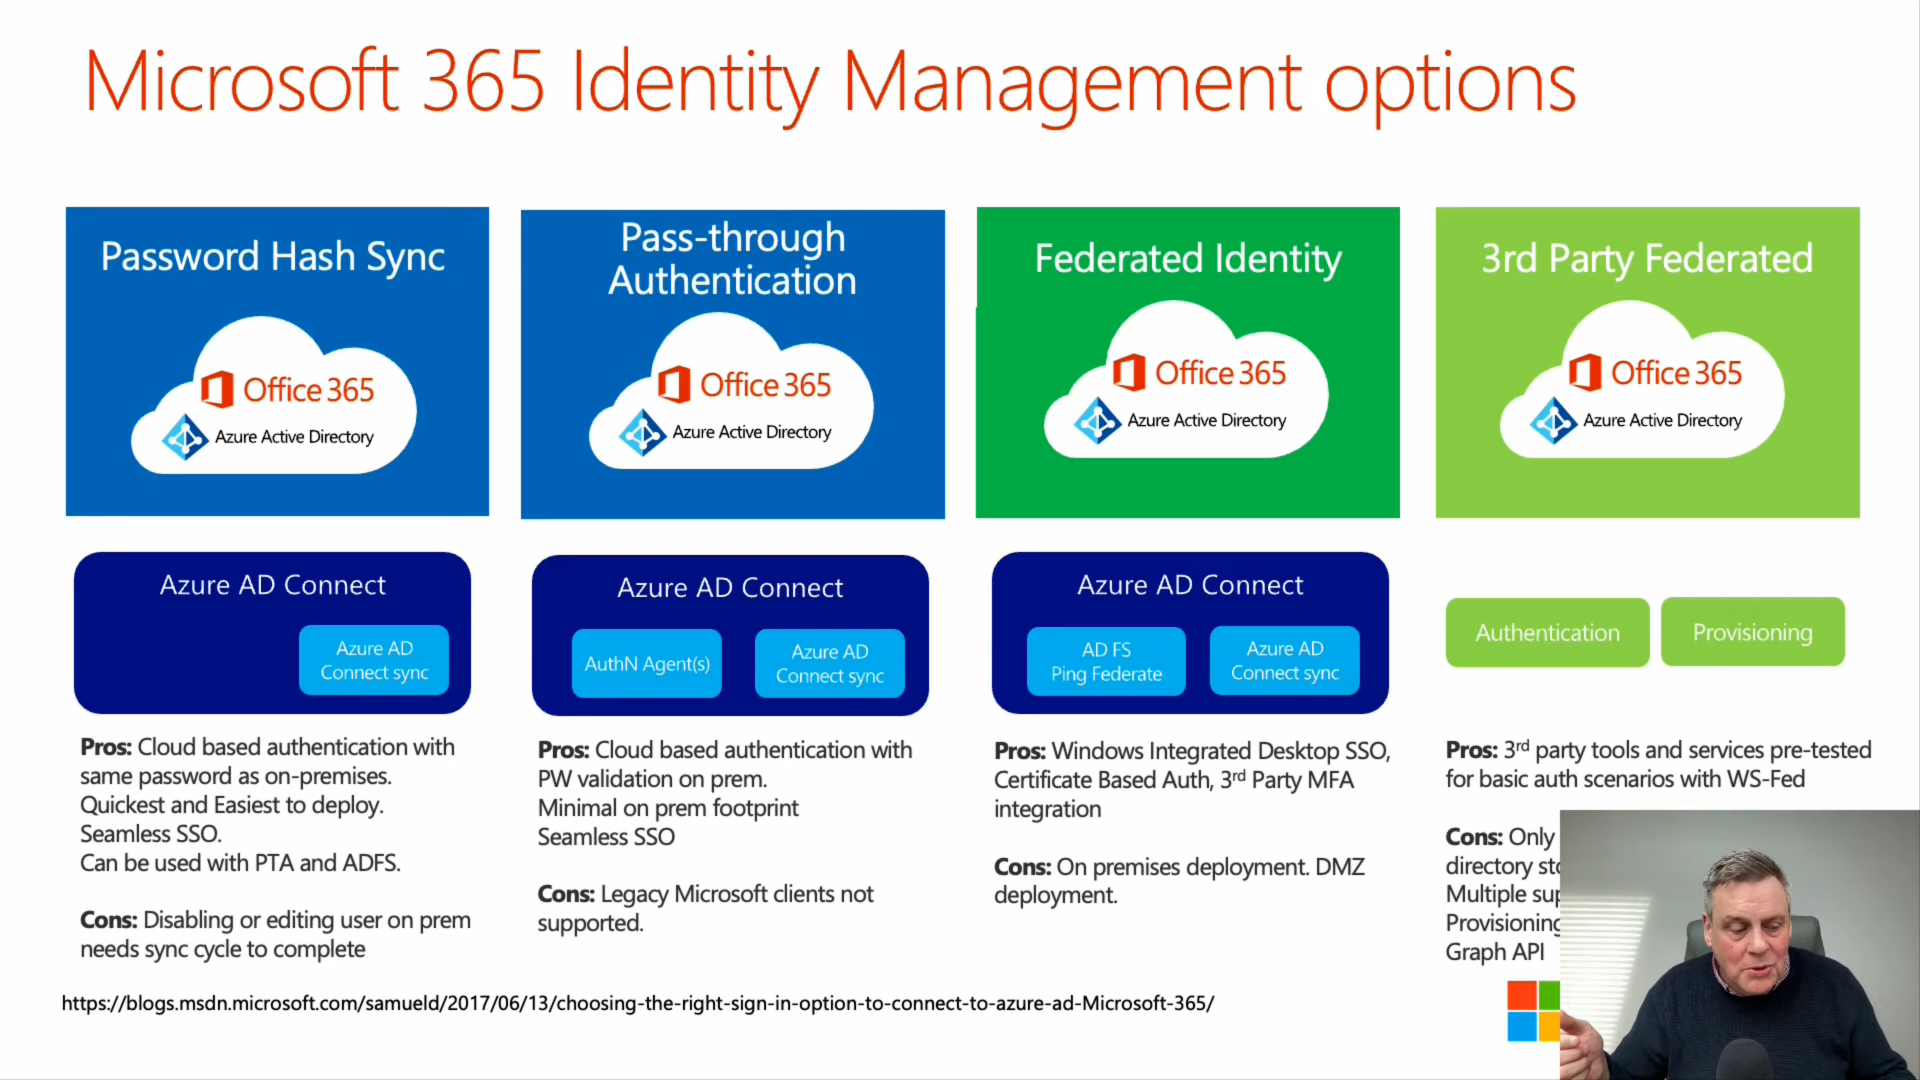 Microsoft 365 Identity Management options
Password Hash Sync
Office 365
Azure Active Directory
Azure AD Connect
Azure AD
Connect sync
Pros: Cloud based authentication with
same password as on-premises.
Quickest and Easiest to deploy.
Seamless SSO.
Can be used with PTA and ADFS.
Cons: Disabling or editing user on prem
needs sync cycle to complete
Pass-through
Authentication
Office 365
Azure Active Directory
Azure AD Connect
AuthN Agent(s)
Azure AD
Connect sync
Pros: Cloud based authentication with
PW validation on prem.
Minimal on prem footprint
Seamless SSO
Cons: Legacy Microsoft clients not
supported.
Federated Identity
Office 365
Azure Active Directory
Azure AD Connect
AD FS
Ping Federate
Azure AD
Connect sync
Pros: Windows Integrated Desktop SSO,
Certificate Based Auth, 3rd Party MFA
integration
Cons: On premises deployment. DMZ
deployment.
3rd Party Federated
Office 365
Azure Active Directory
Authentication
Provisioning
Pros: 3rd party tools and services pre-tested
for basic auth scenarios with WS-Fed
Cons: Only
directory
Multiple
Provisioning
Graph API
https://blogs.msdn.microsoft.com/samueld/2017/06/13/choosing-the-right-sign-in-option-to-connect-to-azure-ad-Microsoft-365/